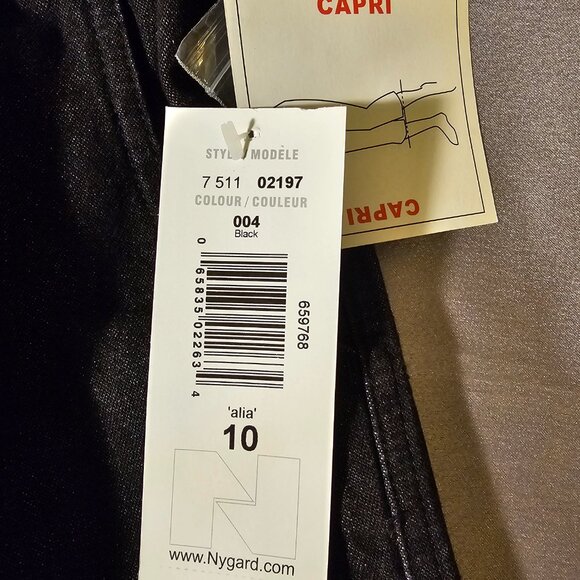 CAPRI
CAPRI
STYLE/MODÈLE
7 511 02197
COLOUR / COULEUR
004
Black
0 65835 02263 4
659768
'alia'
10
www.Nygard.com